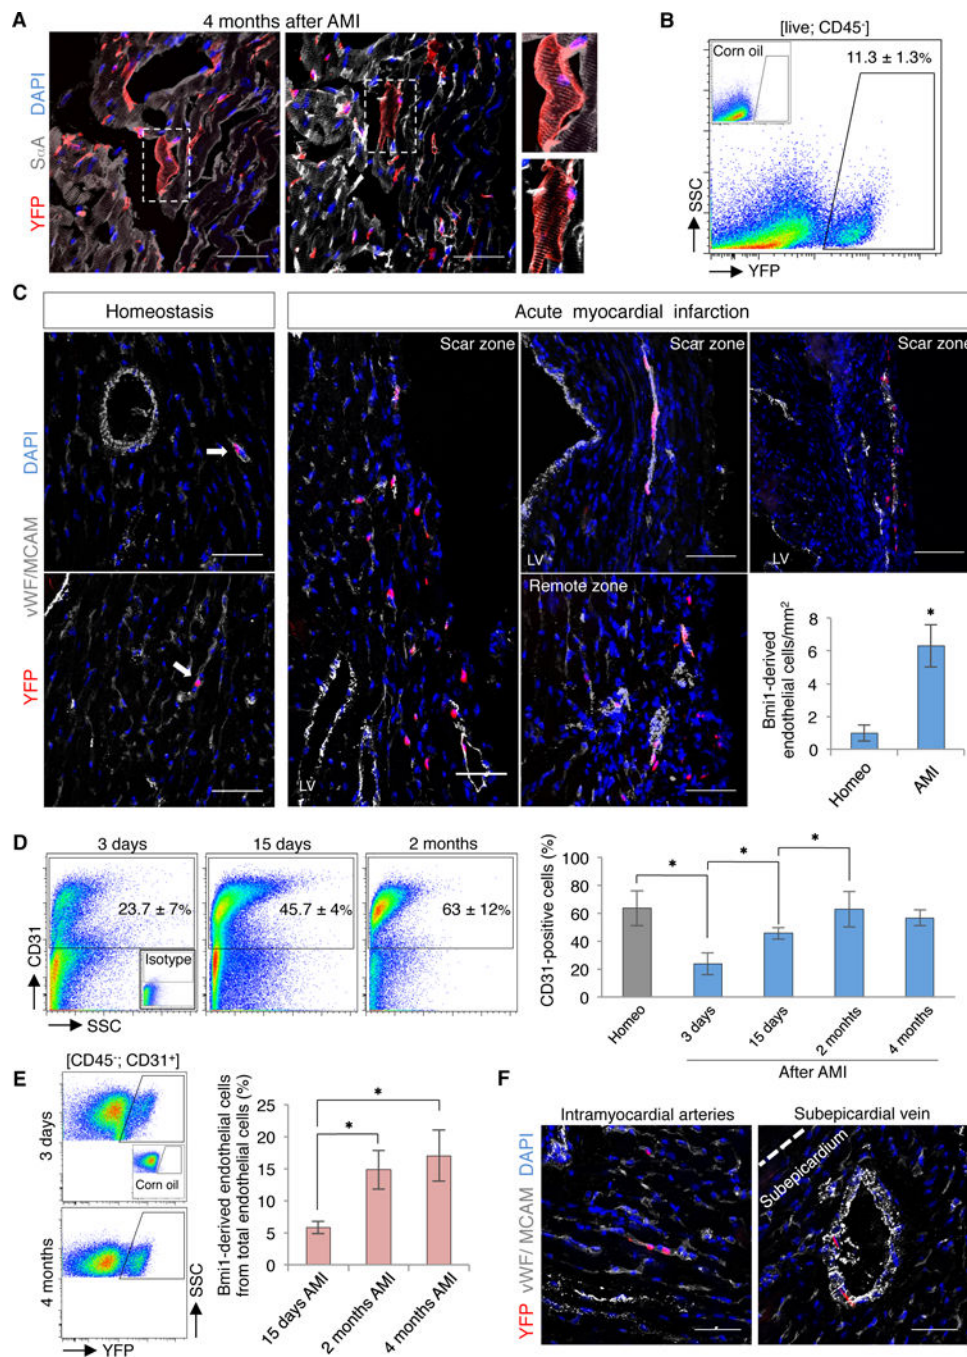 A
4 months after AMI
YFP SαA DAPI
B
[live; CD45-]
Corn oil
11.3 ± 1.3%
SSC
YFP
C
Homeostasis
Acute myocardial infarction
YFP vWF/MCAM DAPI
Scar zone
Scar zone
Scar zone
LV
LV
LV
Remote zone
Bmi1-derived
endothelial cells/mm²
8
6
4
2
0
*
Homeo
AMI
D
3 days
15 days
2 months
23.7 ± 7%
45.7 ± 4%
63 ± 12%
Isotype
CD31
SSC
CD31-positive cells (%)
100
80
60
40
20
0
*
*
*
Homeo
3 days
15 days
2 monhts
4 months
After AMI
E
[CD45-; CD31+]
3 days
Corn oil
4 months
SSC
YFP
Bmi1-derived endothelial cells
from total endothelial cells (%)
25
20
15
10
5
0
*
*
15 days AMI
2 months AMI
4 months AMI
F
Intramyocardial arteries
Subepicardial vein
YFP vWF/ MCAM DAPI
Subepicardium